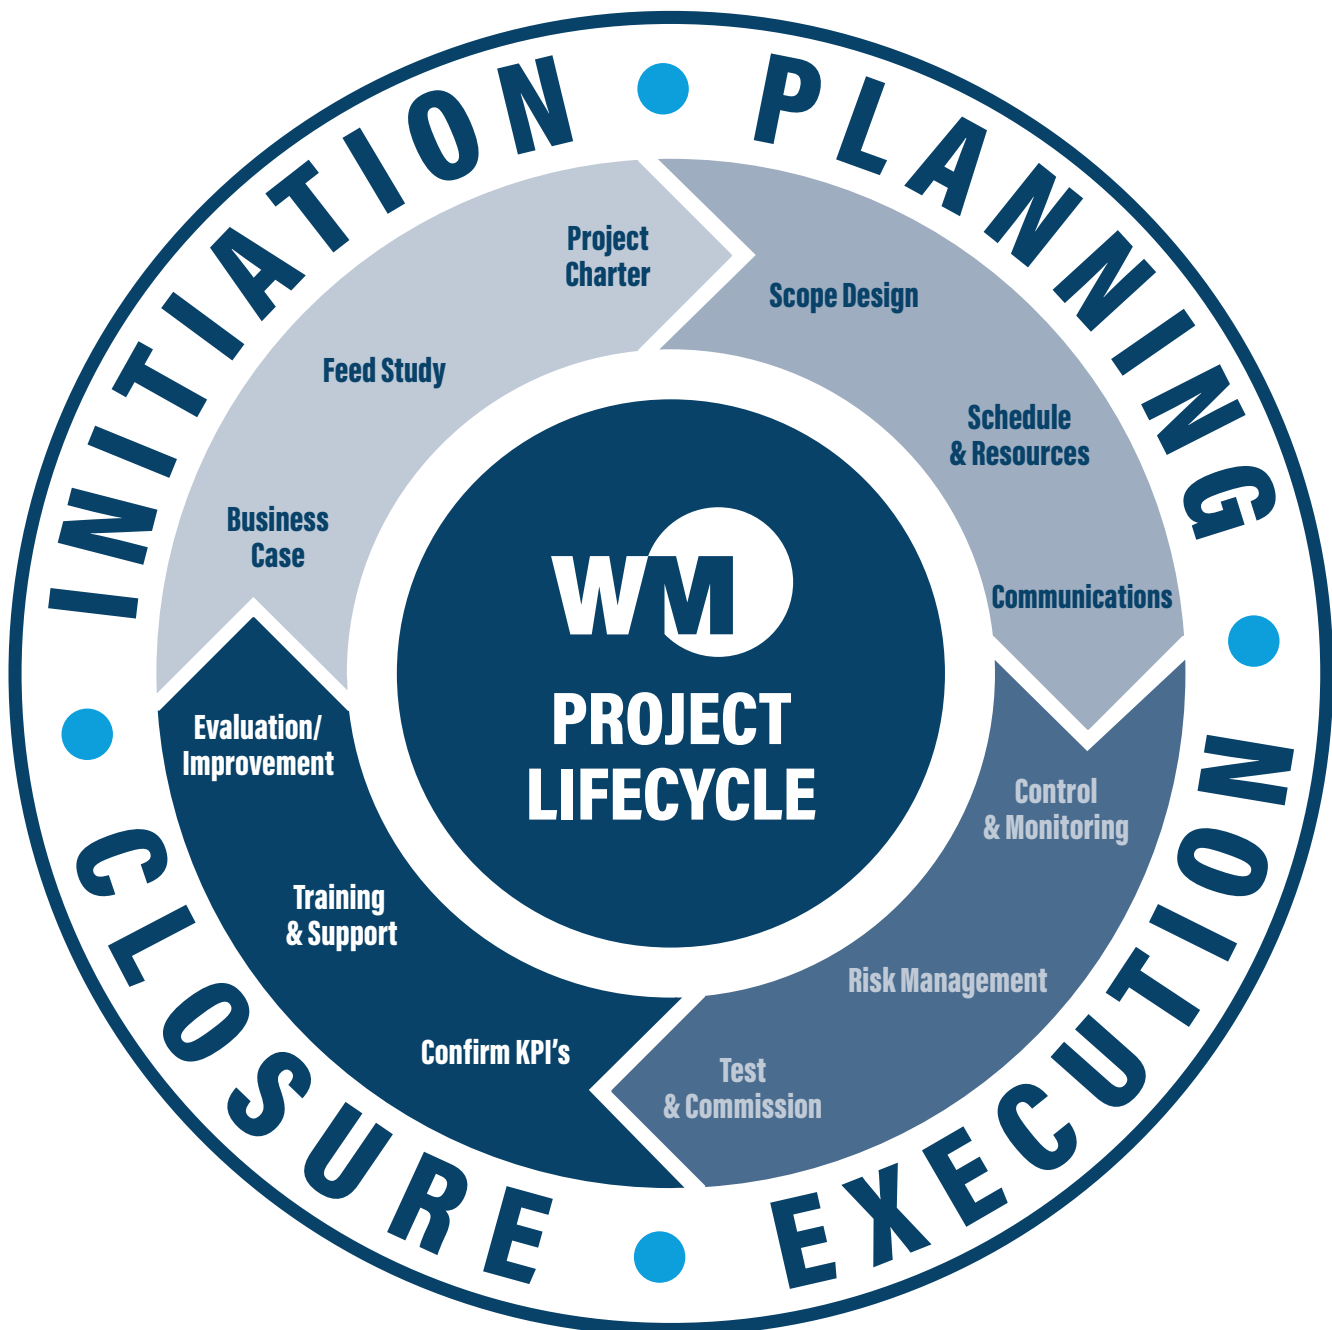 INITIATION
PLANNING
EXECUTION
CLOSURE
Project
Charter
Feed Study
Business
Case
Scope Design
Schedule
& Resources
Communications
Control
& Monitoring
Risk Management
Test
& Commission
Confirm KPI's
Training
& Support
Evaluation/
Improvement
WM
PROJECT
LIFECYCLE